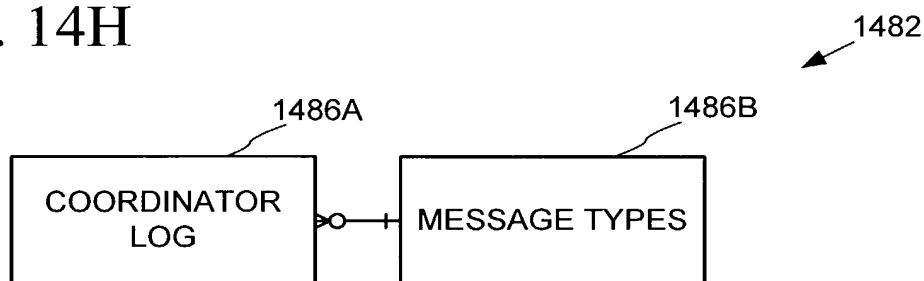 . 14H
1482
1486A
1486B
COORDINATOR
LOG
MESSAGE TYPES